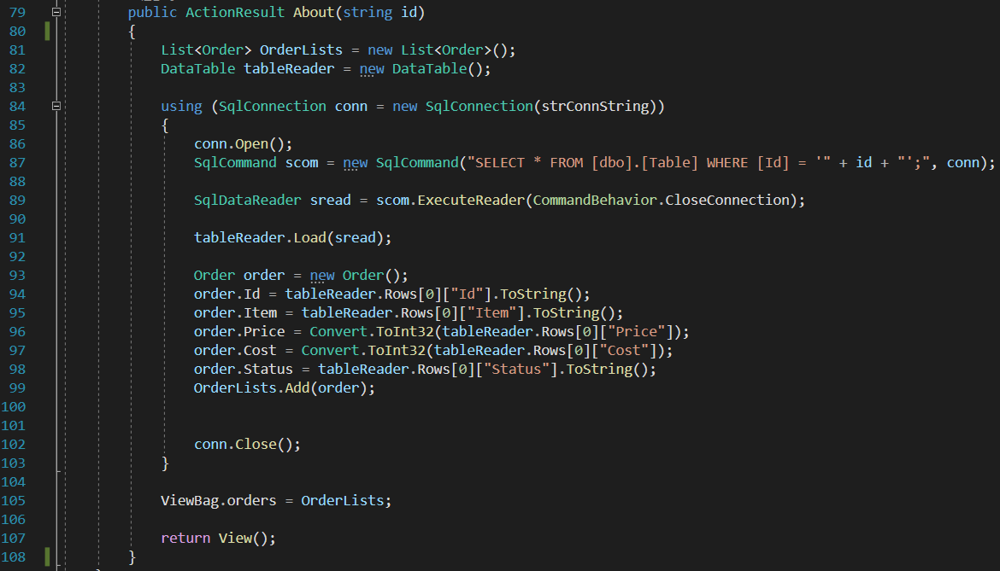 79 public ActionResult About(string id)
80 {
81 List<Order> OrderLists = new List<Order>();
82 DataTable tableReader = new DataTable();
83
84 using (SqlConnection conn = new SqlConnection(strConnString))
85 {
86 conn.Open();
87 SqlCommand scom = new SqlCommand("SELECT * FROM [dbo].[Table] WHERE [Id] = '" + id + "';", conn);
88
89 SqlDataReader sread = scom.ExecuteReader(CommandBehavior.CloseConnection);
90
91 tableReader.Load(sread);
92
93 Order order = new Order();
94 order.Id = tableReader.Rows[0]["Id"].ToString();
95 order.Item = tableReader.Rows[0]["Item"].ToString();
96 order.Price = Convert.ToInt32(tableReader.Rows[0]["Price"]);
97 order.Cost = Convert.ToInt32(tableReader.Rows[0]["Cost"]);
98 order.Status = tableReader.Rows[0]["Status"].ToString();
99 OrderLists.Add(order);
100
101
102 conn.Close();
103 }
104
105 ViewBag.orders = OrderLists;
106
107 return View();
108 }